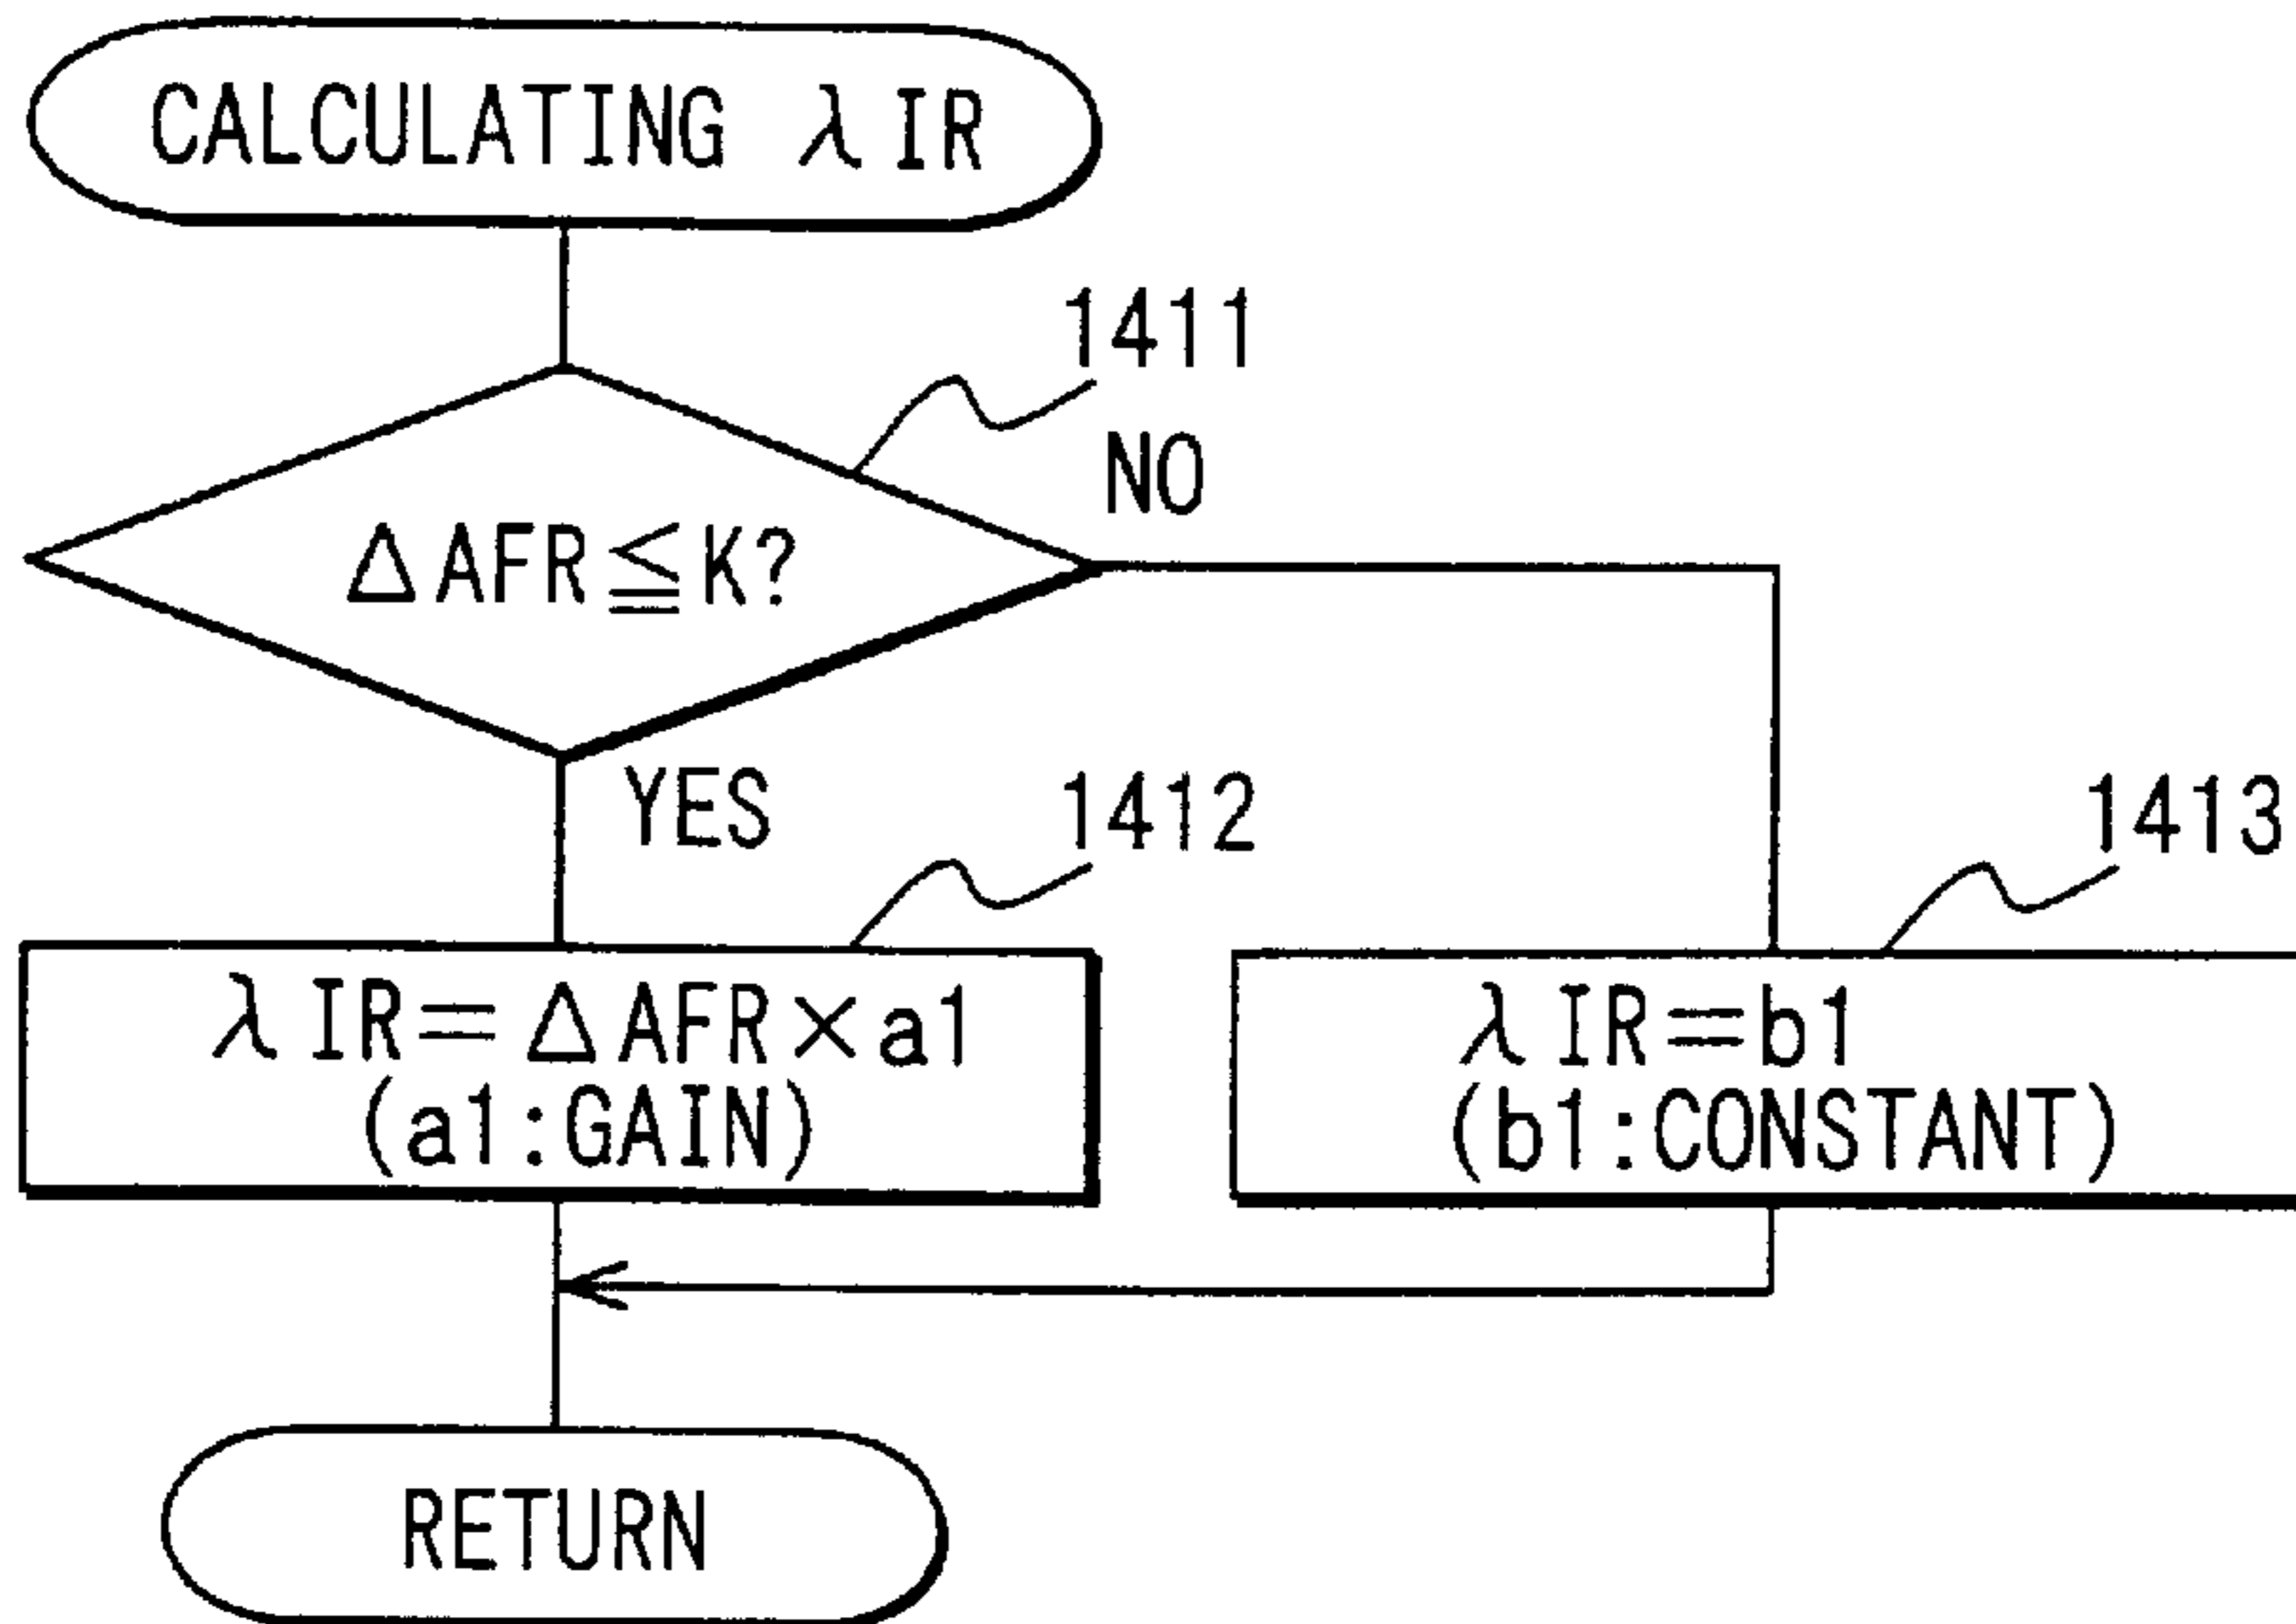 CALCULATING λIR
1411
NO
ΔAFR≦K?
YES
1412
1413
λIR=ΔAFR×a1
(a1:GAIN)
λIR=b1
(b1:CONSTANT)
RETURN